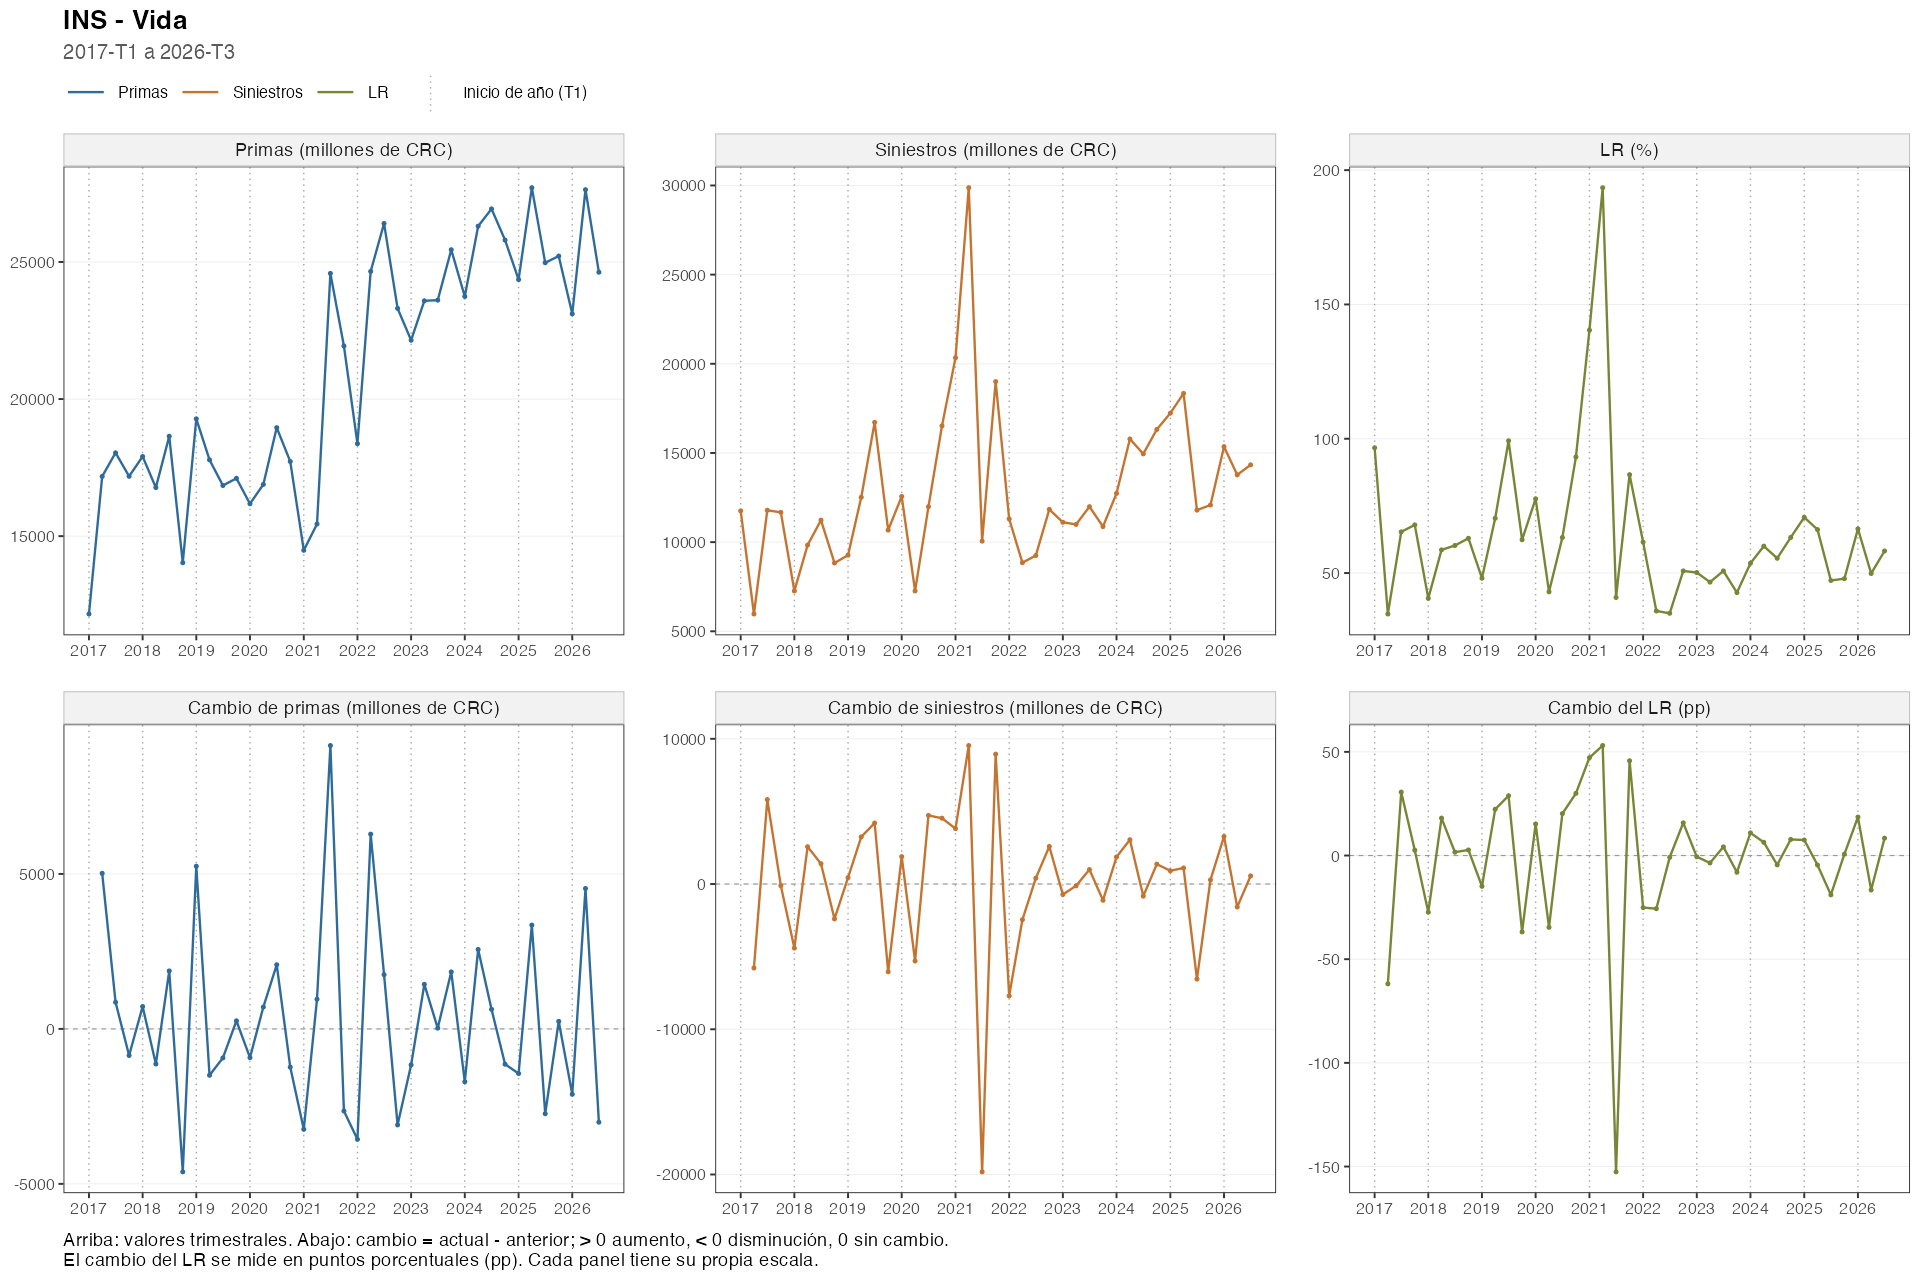 INS - Vida
2017-T1 a 2026-T3
Primas Siniestros LR Inicio de año (T1)
Primas (millones de CRC)
25000
20000
15000
2017 2018 2019 2020 2021 2022 2023 2024 2025 2026
Siniestros (millones de CRC)
30000
25000
20000
15000
10000
5000
2017 2018 2019 2020 2021 2022 2023 2024 2025 2026
LR (%)
200
150
100
50
2017 2018 2019 2020 2021 2022 2023 2024 2025 2026
Cambio de primas (millones de CRC)
5000
0
-5000
2017 2018 2019 2020 2021 2022 2023 2024 2025 2026
Cambio de siniestros (millones de CRC)
10000
0
-10000
-20000
2017 2018 2019 2020 2021 2022 2023 2024 2025 2026
Cambio del LR (pp)
50
0
-50
-100
-150
2017 2018 2019 2020 2021 2022 2023 2024 2025 2026
Arriba: valores trimestrales. Abajo: cambio = actual - anterior; > 0 aumento, < 0 disminución, 0 sin cambio.
El cambio del LR se mide en puntos porcentuales (pp). Cada panel tiene su propia escala.